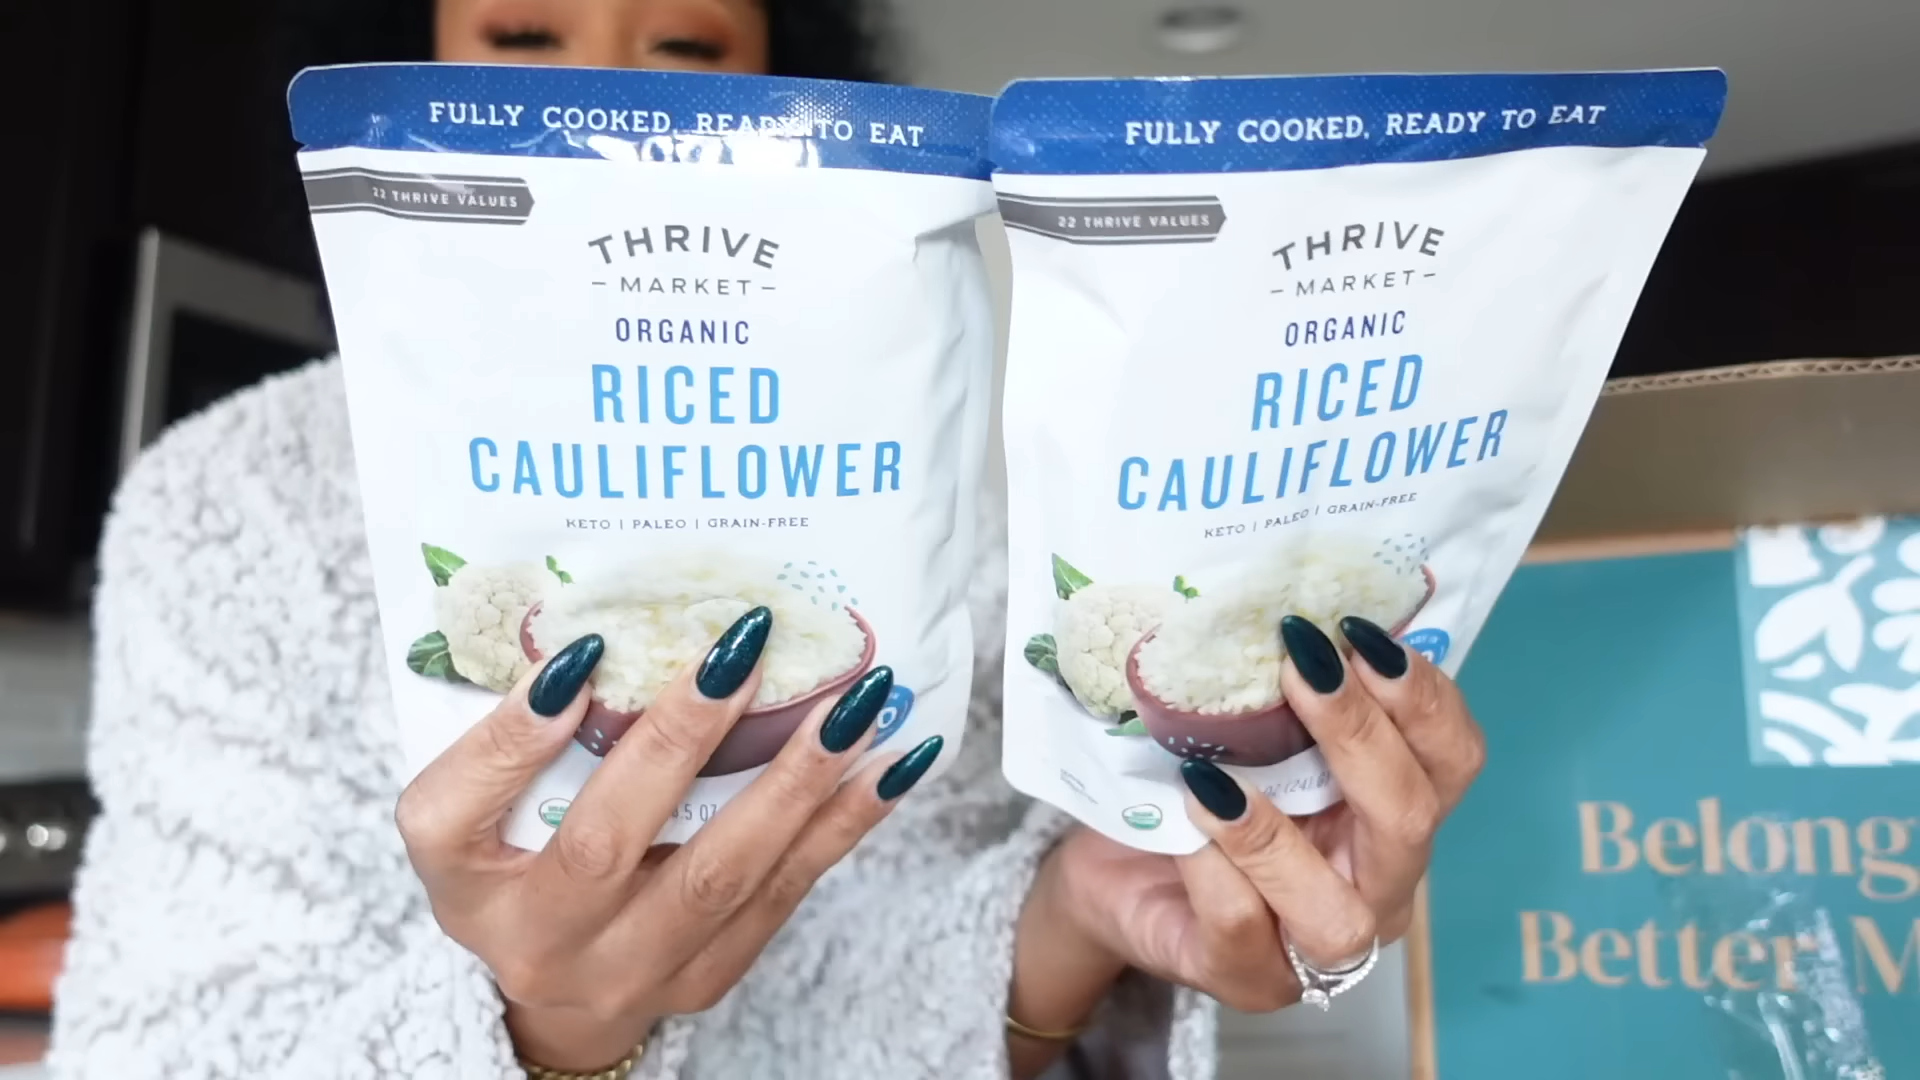 FULLY COOKED, READY TO EAT
22 THRIVE VALUES
THRIVE
– MARKET –
ORGANIC
RICED
CAULIFLOWER
KETO | PALEO | GRAIN-FREE
FULLY COOKED, READY TO EAT
22 THRIVE VALUES
THRIVE
– MARKET –
ORGANIC
RICED
CAULIFLOWER
KETO | PALEO | GRAIN-FREE
Belong
Better